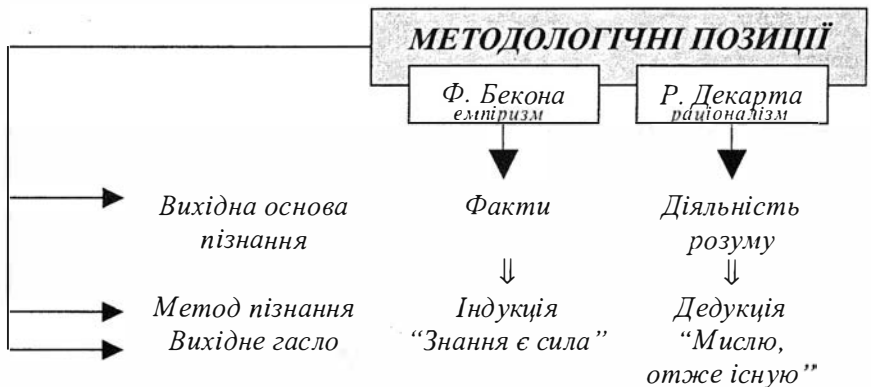 МЕТОДОЛОГІЧНІ ПОЗИЦІЇ
Ф. Бекона
емпіризм
Р. Декарта
раціоналізм
Вихідна основа
пізнання
Факти
Діяльність
розуму
⇓ ⇓
Метод пізнання
Індукція
Дедукція
Вихідне гасло
“Знання є сила”
“Мислю,
отже існую”